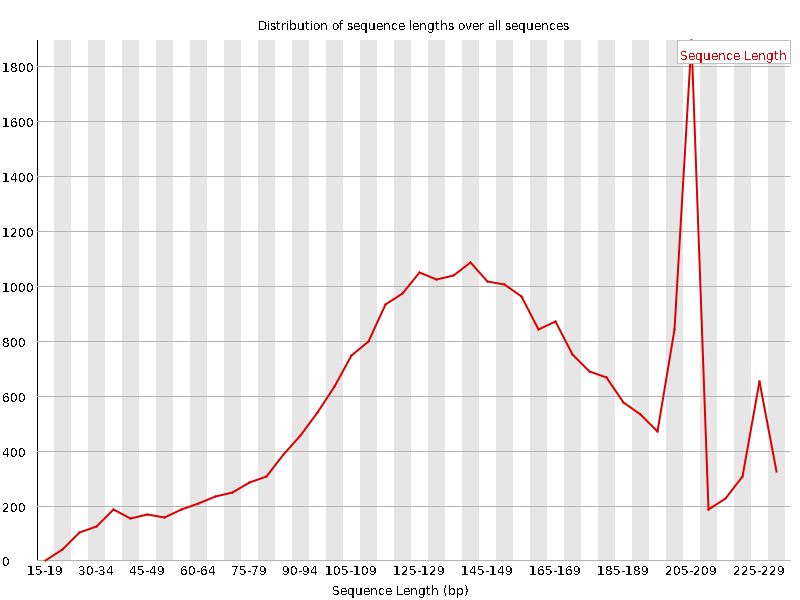 Distribution of sequence lengths over all sequences
Sequence Length
1800
1600
1400
1200
1000
800
600
400
200
0
15-19 30-34 45-49 60-64 75-79 90-94 105-109 125-129 145-149 165-169 185-189 205-209 225-229
Sequence Length (bp)